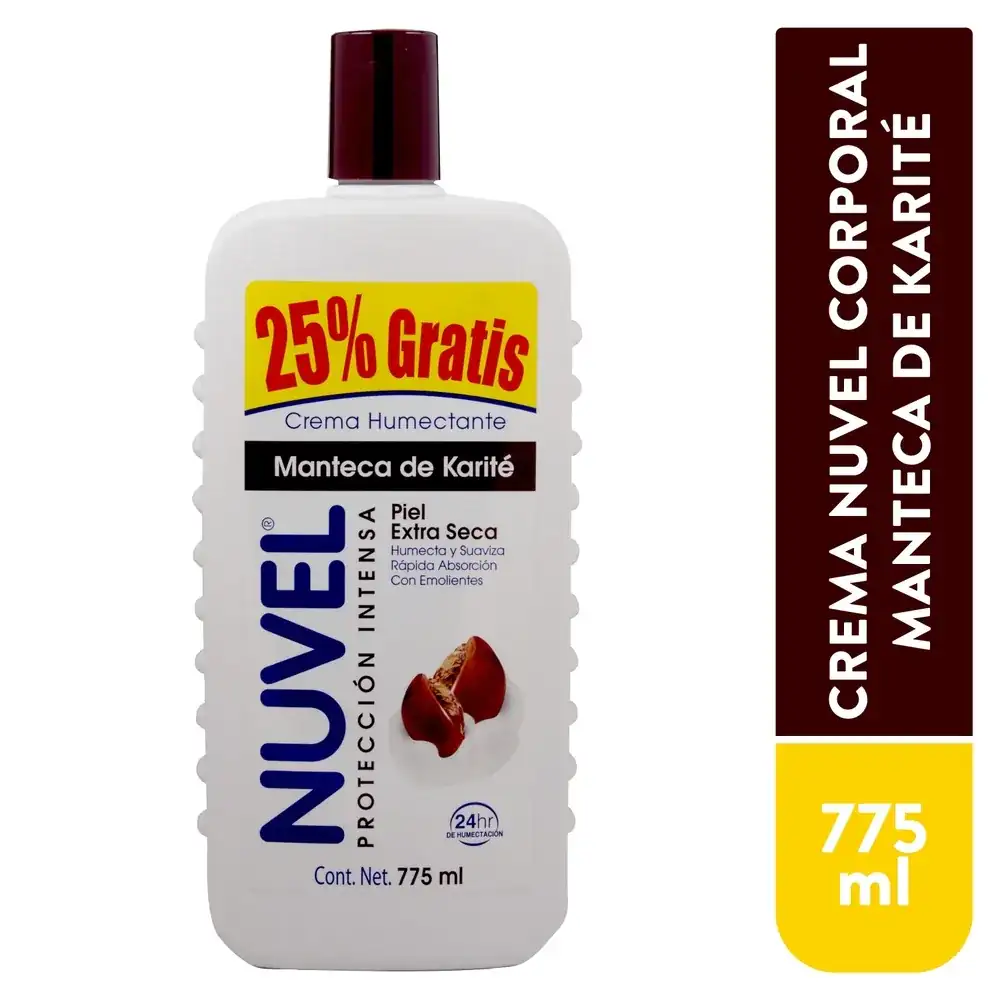 25% Gratis
Crema Humectante
Manteca de Karité
NUVEL®
PROTECCIÓN INTENSA
Piel
Extra Seca
Humecta y Suaviza
Rápida Absorción
Con Emolientes
24hr
DE HUMECTACIÓN
Cont. Net. 775 ml
CREMA NUVEL CORPORAL
MANTECA DE KARITÉ
775
ml